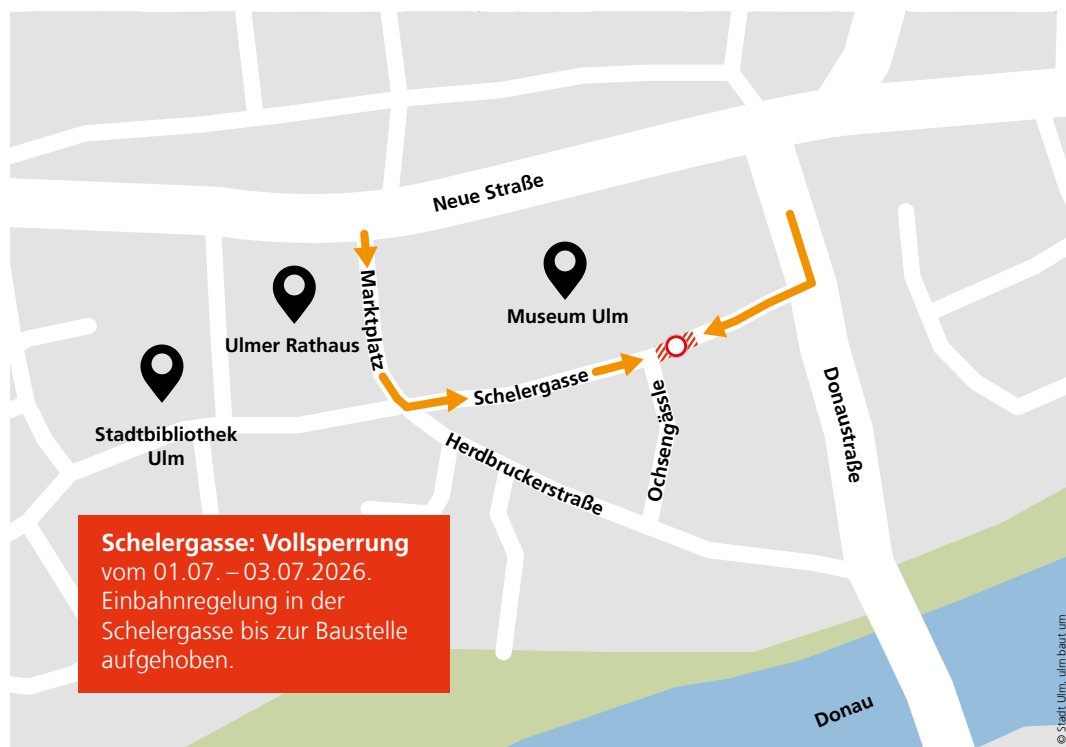 Neue Straße
Marktplatz
Museum Ulm
Ulmer Rathaus
Schelergasse
Stadtbibliothek
Ulm
Ochsengässle
Donaustraße
Herdbruckerstraße
Schelergasse: Vollsperrung
vom 01.07. – 03.07.2026.
Einbahnregelung in der
Schelergasse bis zur Baustelle
aufgehoben.
Donau
© Stadt Ulm, ulm baut um